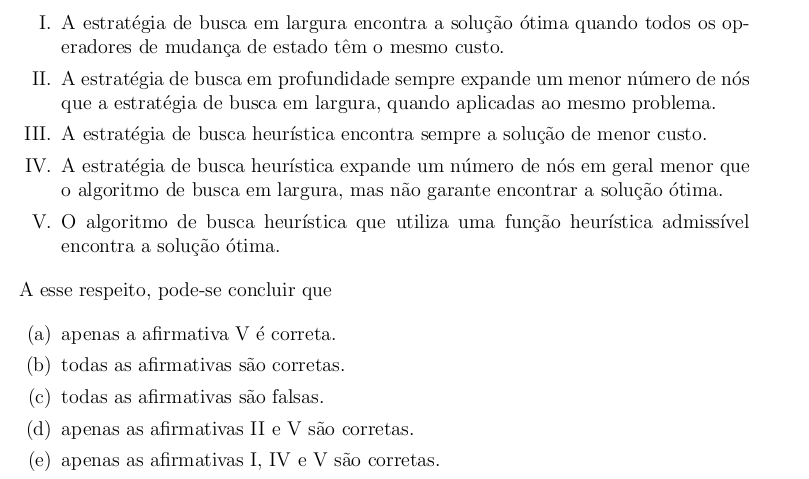 I. A estratégia de busca em largura encontra a solução ótima quando todos os op-
eradores de mudança de estado têm o mesmo custo.
II. A estratégia de busca em profundidade sempre expande um menor número de nós
que a estratégia de busca em largura, quando aplicadas ao mesmo problema.
III. A estratégia de busca heurística encontra sempre a solução de menor custo.
IV. A estratégia de busca heurística expande um número de nós em geral menor que
o algoritmo de busca em largura, mas não garante encontrar a solução ótima.
V. O algoritmo de busca heurística que utiliza uma função heurística admissível
encontra a solução ótima.
A esse respeito, pode-se concluir que
(a) apenas a afirmativa V é correta.
(b) todas as afirmativas são corretas.
(c) todas as afirmativas são falsas.
(d) apenas as afirmativas II e V são corretas.
(e) apenas as afirmativas I, IV e V são corretas.